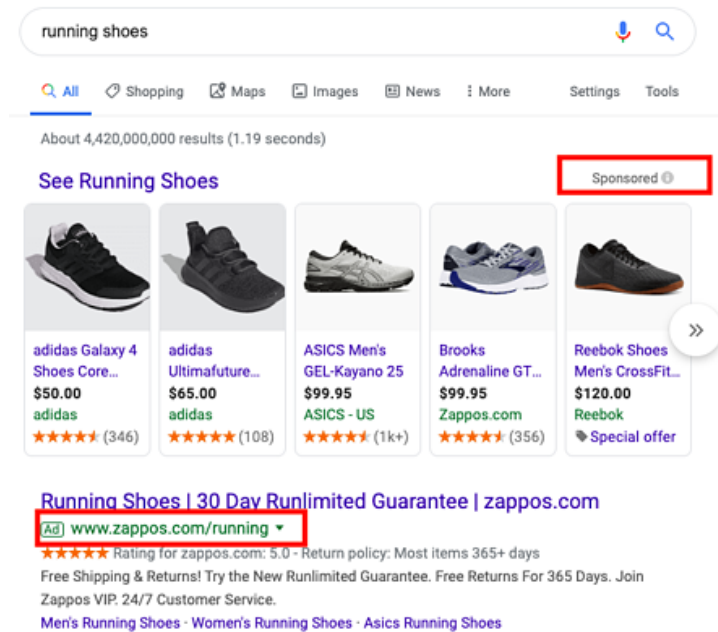 running shoes
All Shopping Maps Images News More Settings Tools
About 4,420,000,000 results (1.19 seconds)
See Running Shoes
Sponsored
adidas Galaxy 4
Shoes Core...
$50.00
adidas
(346)
adidas
Ultimafuture...
$65.00
adidas
(108)
ASICS Men's
GEL-Kayano 25
$99.95
ASICS - US
(1k+)
Brooks
Adrenaline GT...
$99.95
Zappos.com
(356)
Reebok Shoes
Men's CrossFit...
$120.00
Reebok
Special offer
Running Shoes | 30 Day Runlimited Guarantee | zappos.com
Ad www.zappos.com/running
Rating for zappos.com: 5.0 - Return policy: Most items 365+ days
Free Shipping & Returns! Try the New Runlimited Guarantee. Free Returns For 365 Days. Join
Zappos VIP. 24/7 Customer Service.
Men's Running Shoes · Women's Running Shoes · Asics Running Shoes